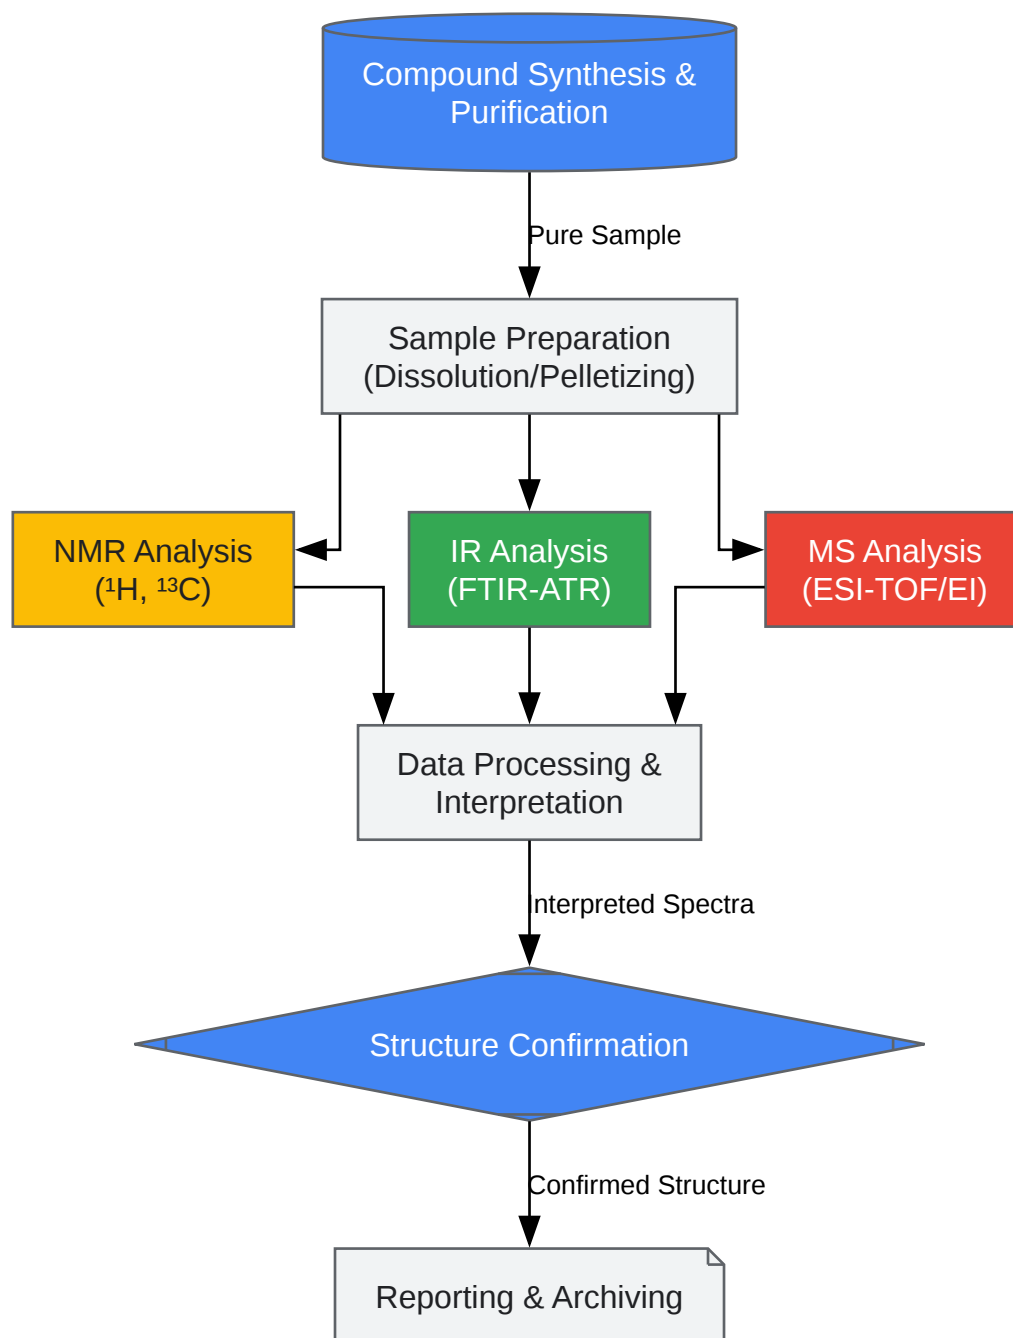 Compound Synthesis &
Purification
Pure Sample
Sample Preparation
(Dissolution/Pelletizing)
NMR Analysis
(¹H, ¹³C)
IR Analysis
(FTIR-ATR)
MS Analysis
(ESI-TOF/EI)
Data Processing &
Interpretation
Interpreted Spectra
Structure Confirmation
Confirmed Structure
Reporting & Archiving